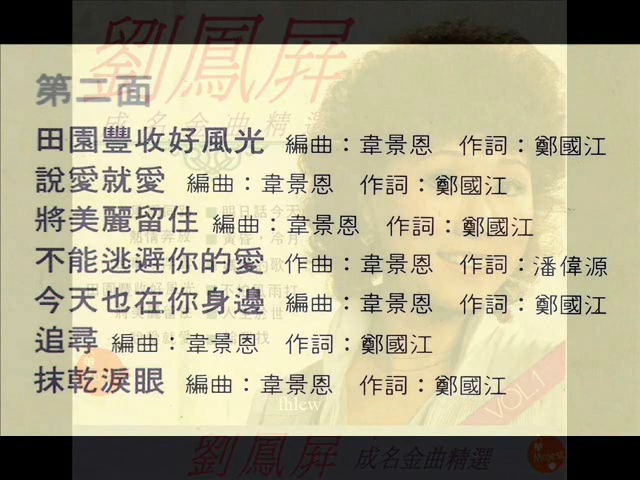 劉鳳屏
成名金曲精選
第二面
田園豐收好風光 編曲：韋景恩 作詞：鄭國江
說愛就愛 編曲：韋景恩 作詞：鄭國江
將美麗留住 編曲：韋景恩 作詞：鄭國江
不能逃避你的愛 作曲：韋景恩 作詞：潘偉源
今天也在你身邊 編曲：韋景恩 作詞：鄭國江
追尋 編曲：韋景恩 作詞：鄭國江
抹乾淚眼 編曲：韋景恩 作詞：鄭國江
fhlew
VOL.1
劉鳳屏 成名金曲精選